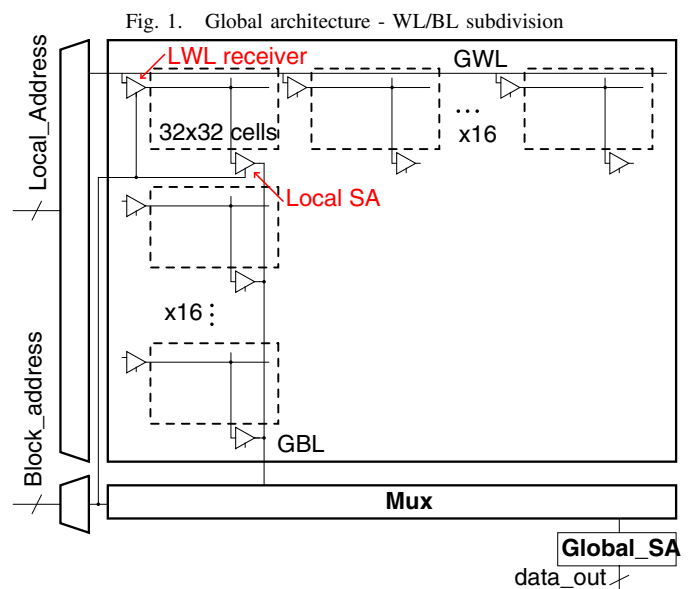 Fig. 1. Global architecture - WL/BL subdivision
LWL receiver
GWL
32x32 cells
...
x16
Local_Address
Local SA
x16
Block_address
GBL
Mux
Global_SA
data_out